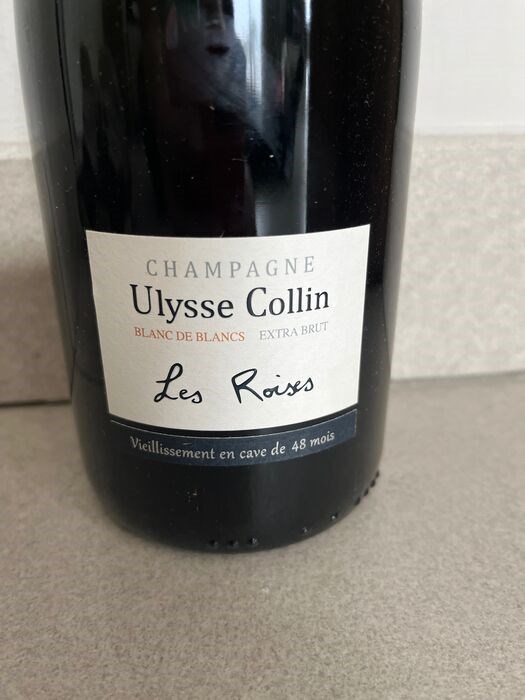 CHAMPAGNE
Ulysse Collin
BLANC DE BLANCS EXTRA BRUT
Les Roises
Vieillissement en cave de 48 mois